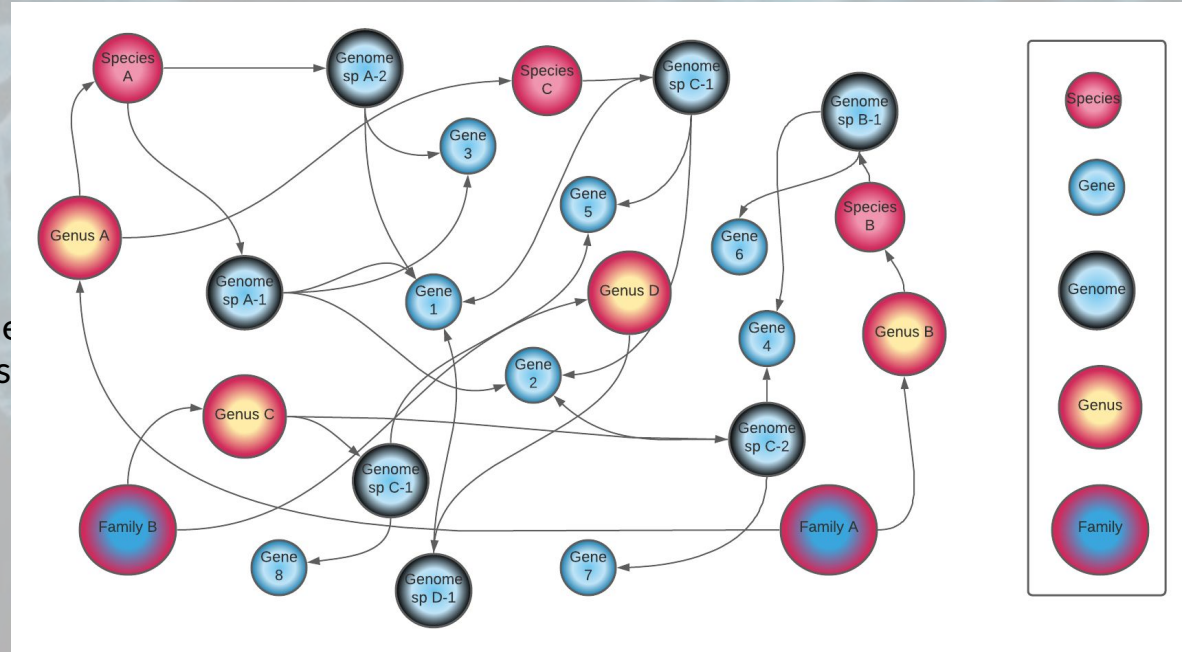 Species
A
Genome
sp A-2
Species
C
Genome
sp C-1
Genome
sp B-1
Gene
3
Gene
5
Species
B
Gene
6
Genus A
Genome
sp A-1
Gene
1
Genus D
Gene
4
Genus B
Gene
2
Genus C
Genome
sp C-2
Genome
sp C-1
Family B
Family A
Gene
8
Genome
sp D-1
Gene
7
Species
Gene
Genome
Genus
Family
e
s